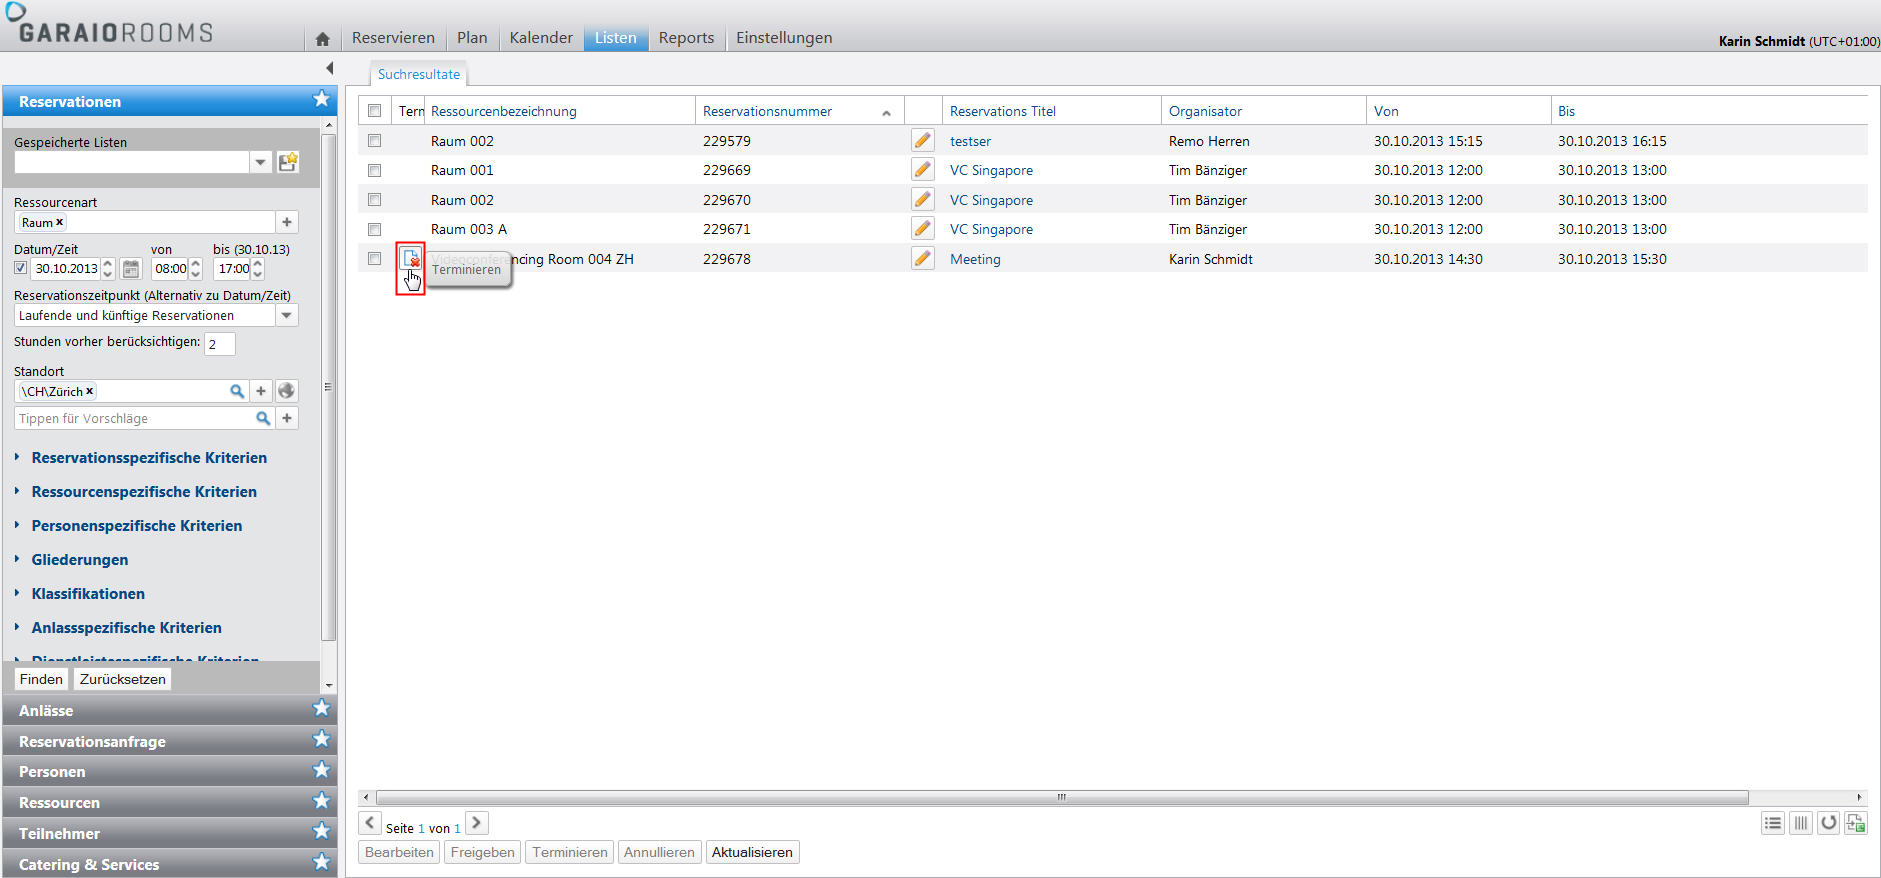 GARAIOROOMS
Reservieren Plan Kalender Listen Reports Einstellungen
Karin Schmidt (UTC+01:00)
Suchresultate
Reservationen
Gespeicherte Listen
Ressourcenart
Raum x
Datum/Zeit von bis (30.10.13)
30.10.2013 08:00 17:00
Reservationszeitpunkt (Alternativ zu Datum/Zeit)
Laufende und künftige Reservationen
Stunden vorher berücksichtigen: 2
Standort
\CH\Zürich x
Tippen für Vorschläge
Reservationsspezifische Kriterien
Ressourcenspezifische Kriterien
Personenspezifische Kriterien
Gliederungen
Klassifikationen
Anlassspezifische Kriterien
Finden Zurücksetzen
Anlässe
Reservationsanfrage
Personen
Ressourcen
Teilnehmer
Catering & Services
Tern Ressourcenbezeichnung Reservationsnummer Reservations Titel Organisator Von Bis
Raum 002 229579 testser Remo Herren 30.10.2013 15:15 30.10.2013 16:15
Raum 001 229669 VC Singapore Tim Bänziger 30.10.2013 12:00 30.10.2013 13:00
Raum 002 229670 VC Singapore Tim Bänziger 30.10.2013 12:00 30.10.2013 13:00
Raum 003 A 229671 VC Singapore Tim Bänziger 30.10.2013 12:00 30.10.2013 13:00
Videoconferencing Room 004 ZH 229678 Meeting Karin Schmidt 30.10.2013 14:30 30.10.2013 15:30
Terminieren
Seite 1 von 1
Bearbeiten Freigeben Terminieren Annullieren Aktualisieren